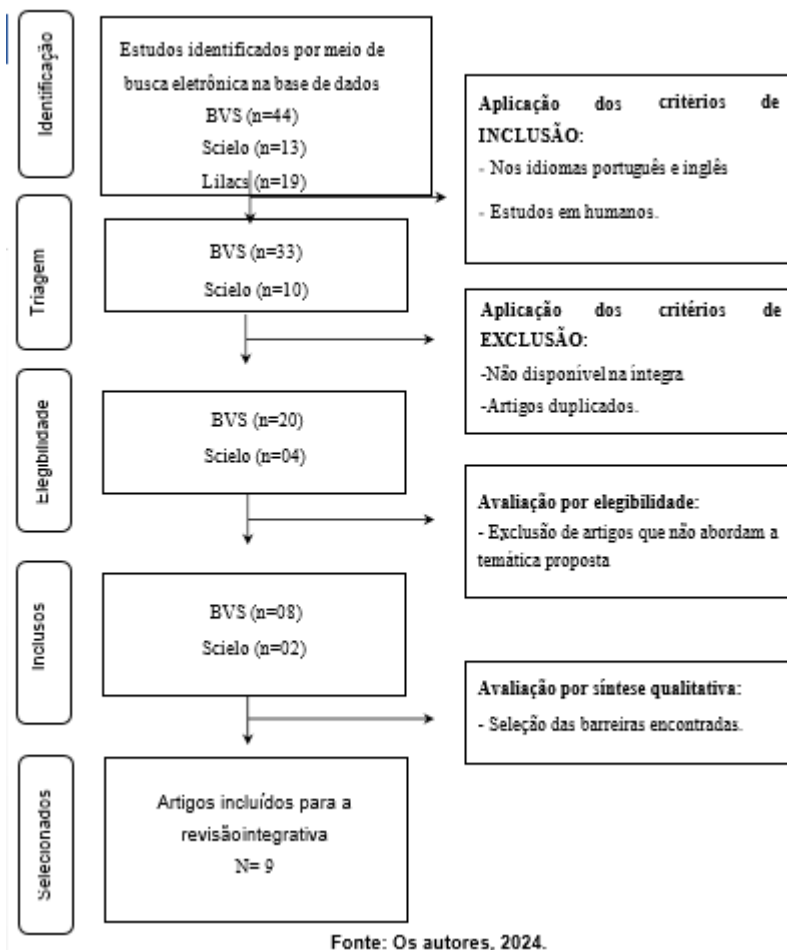 Identificação
Estudos identificados por meio de
busca eletrônica na base de dados
BVS (n=44)
Scielo (n=13)
Lilacs (n=19)
Aplicação dos critérios de
INCLUSÃO:
- Nos idiomas português e inglês
- Estudos em humanos.
Triagem
BVS (n=33)
Scielo (n=10)
Aplicação dos critérios de
EXCLUSÃO:
-Não disponível na íntegra
-Artigos duplicados.
Elegibilidade
BVS (n=20)
Scielo (n=04)
Avaliação por elegibilidade:
- Exclusão de artigos que não abordam a
temática proposta
Inclusos
BVS (n=08)
Scielo (n=02)
Avaliação por síntese qualitativa:
- Seleção das barreiras encontradas.
Selecionados
Artigos incluídos para a
revisãointegrativa
N= 9
Fonte: Os autores, 2024.